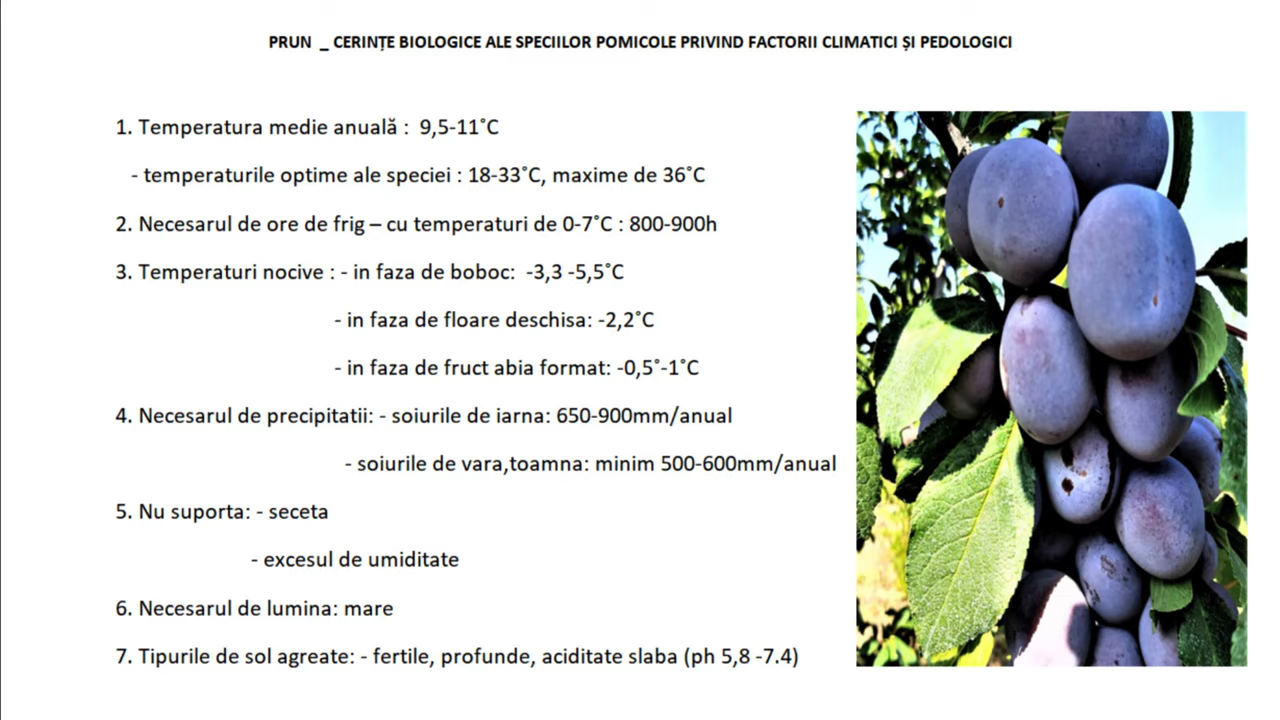 PRUN _ CERINȚE BIOLOGICE ALE SPECIILOR POMICOLE PRIVIND FACTORII CLIMATICI ȘI PEDOLOGICI
1. Temperatura medie anuală : 9,5-11˚C
- temperaturile optime ale speciei : 18-33˚C, maxime de 36˚C
2. Necesarul de ore de frig – cu temperaturi de 0-7˚C : 800-900h
3. Temperaturi nocive : - in faza de boboc: -3,3 -5,5˚C
- in faza de floare deschisa: -2,2˚C
- in faza de fruct abia format: -0,5˚-1˚C
4. Necesarul de precipitatii: - soiurile de iarna: 650-900mm/anual
- soiurile de vara,toamna: minim 500-600mm/anual
5. Nu suporta: - seceta
- excesul de umiditate
6. Necesarul de lumina: mare
7. Tipurile de sol agreate: - fertile, profunde, aciditate slaba (ph 5,8 -7.4)